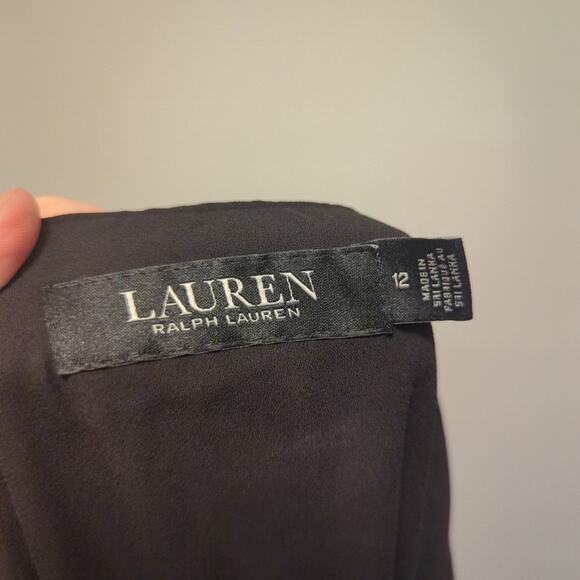 LAUREN
RALPH LAUREN
12
MADE IN
SRI LANKA
FABRIQUÉ AU
SRI LANKA